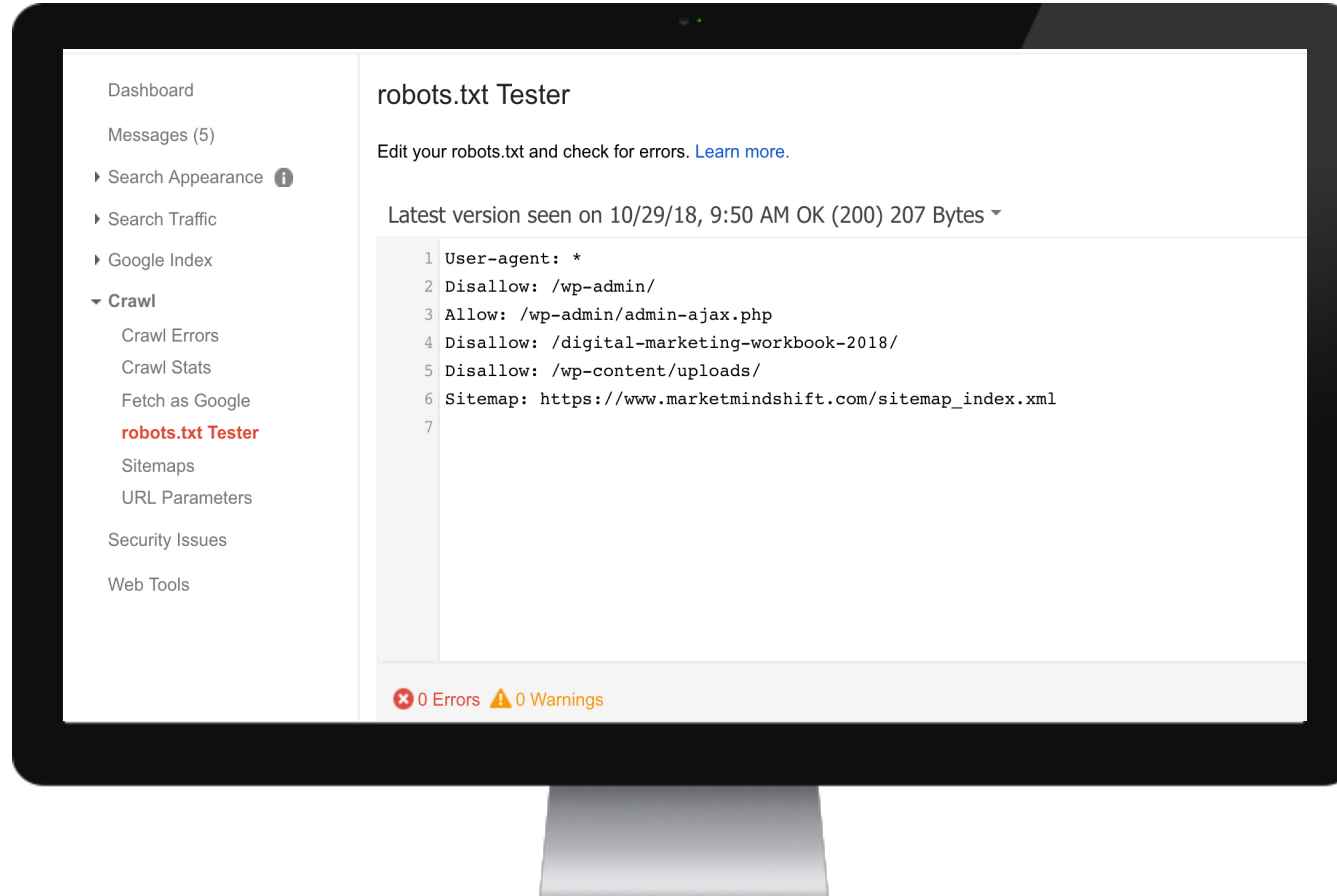 Dashboard
Messages (5)
Search Appearance
Search Traffic
Google Index
Crawl
Crawl Errors
Crawl Stats
Fetch as Google
robots.txt Tester
Sitemaps
URL Parameters
Security Issues
Web Tools
robots.txt Tester
Edit your robots.txt and check for errors. Learn more.
Latest version seen on 10/29/18, 9:50 AM OK (200) 207 Bytes
1 User-agent: *
2 Disallow: /wp-admin/
3 Allow: /wp-admin/admin-ajax.php
4 Disallow: /digital-marketing-workbook-2018/
5 Disallow: /wp-content/uploads/
6 Sitemap: https://www.marketmindshift.com/sitemap_index.xml
7
0 Errors 0 Warnings